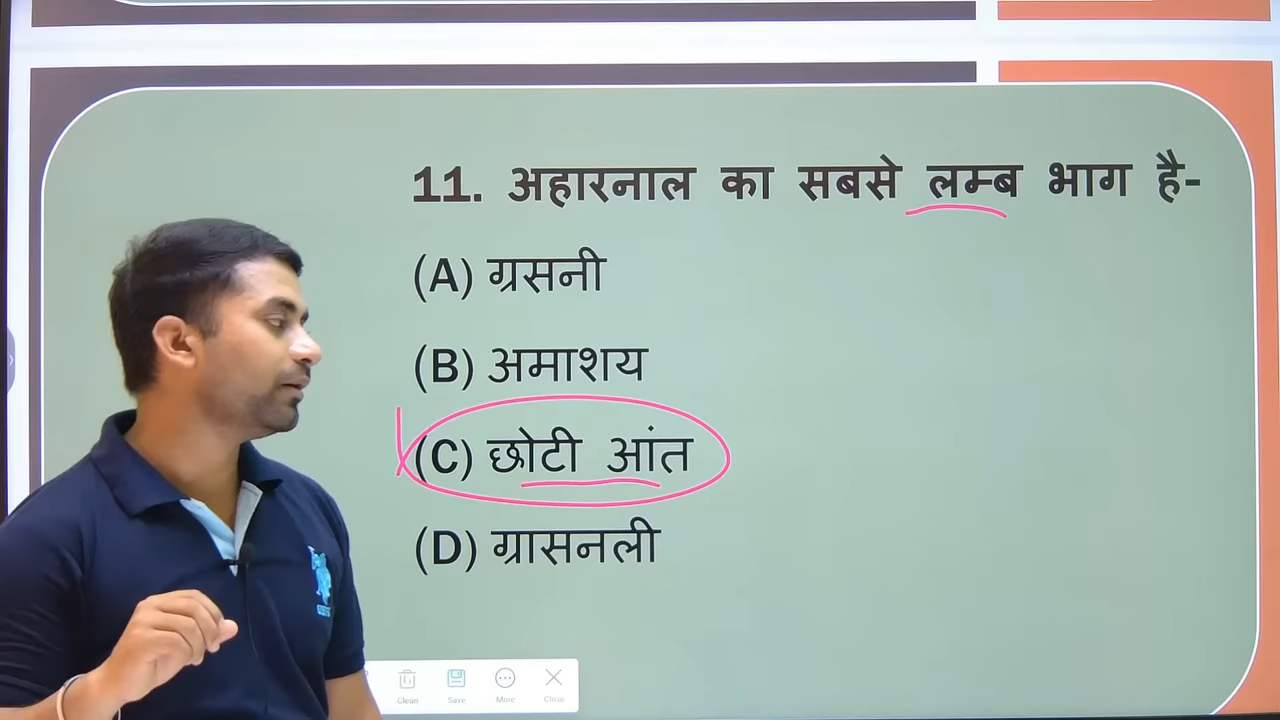 11. अहारनाल का सबसे लम्ब भाग है-
(A) ग्रसनी
(B) अमाशय
(C) छोटी आंत
(D) ग्रासनली
Clean Save More Close